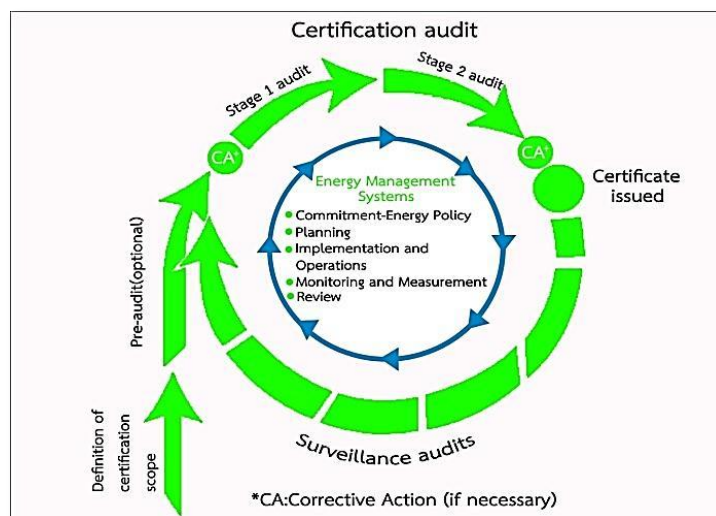 Certification audit
Stage 1 audit
Stage 2 audit
CA*
CA*
Certificate
issued
Energy Management
Systems
Commitment-Energy Policy
Planning
Implementation and
Operations
Monitoring and Measurement
Review
Pre-audit(optional)
Definition of
certification
scope
Surveillance audits
*CA:Corrective Action (if necessary)